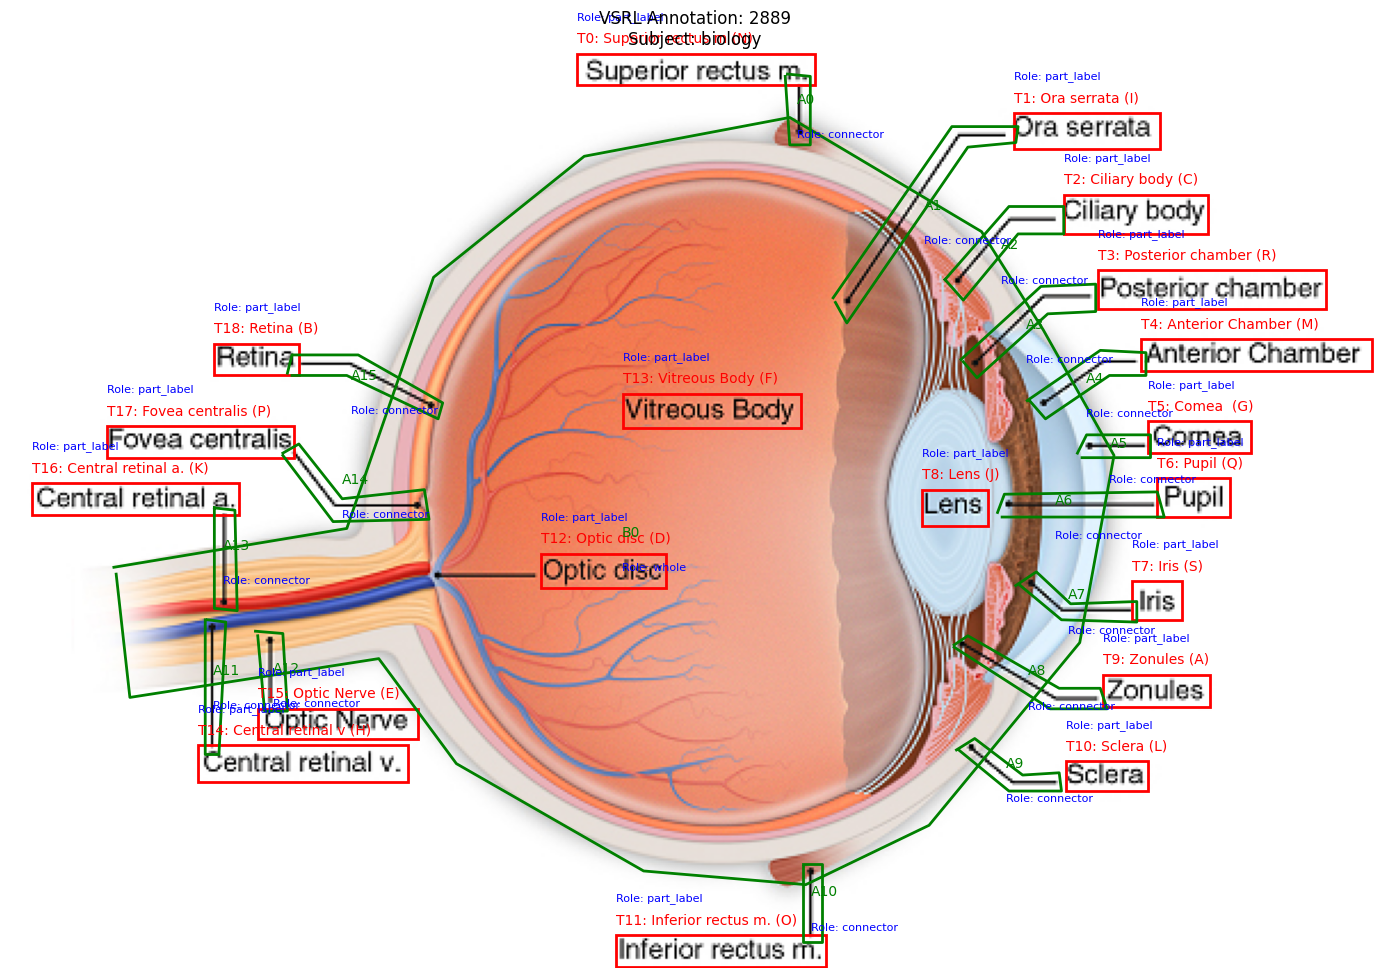 VSRL Annotation: 2889
Subject: biology
Role: part_label
T0: Superior rectus m. (N)
Superior rectus m.
A0
Role: connector
Role: part_label
T1: Ora serrata (I)
Ora serrata
A1
Role: connector
Role: part_label
T2: Ciliary body (C)
Ciliary body
A2
Role: connector
Role: part_label
T3: Posterior chamber (R)
Posterior chamber
A3
Role: connector
Role: part_label
T4: Anterior Chamber (M)
Anterior Chamber
A4
Role: connector
Role: part_label
T5: Comea  (G)
Cornea
A5
Role: connector
Role: part_label
T6: Pupil (Q)
Pupil
A6
Role: connector
Role: part_label
T7: Iris (S)
Iris
A7
Role: connector
Role: part_label
T8: Lens (J)
Lens
Role: part_label
T9: Zonules (A)
Zonules
A8
Role: connector
Role: part_label
T10: Sclera (L)
Sclera
A9
Role: connector
Role: part_label
T11: Inferior rectus m. (O)
Inferior rectus m.
A10
Role: connector
Role: part_label
T12: Optic disc (D)
Optic disc
B0
Role: whole
Role: part_label
T13: Vitreous Body (F)
Vitreous Body
Role: part_label
T18: Retina (B)
Retina
A15
Role: connector
Role: part_label
T17: Fovea centralis (P)
Fovea centralis
A14
Role: connector
Role: part_label
T16: Central retinal a. (K)
Central retinal a.
A13
Role: connector
Role: part_label
T15: Optic Nerve (E)
Optic Nerve
A12
Role: connector
Role: part_label
T14: Central retinal v (H)
Central retinal v.
A11
Role: connector